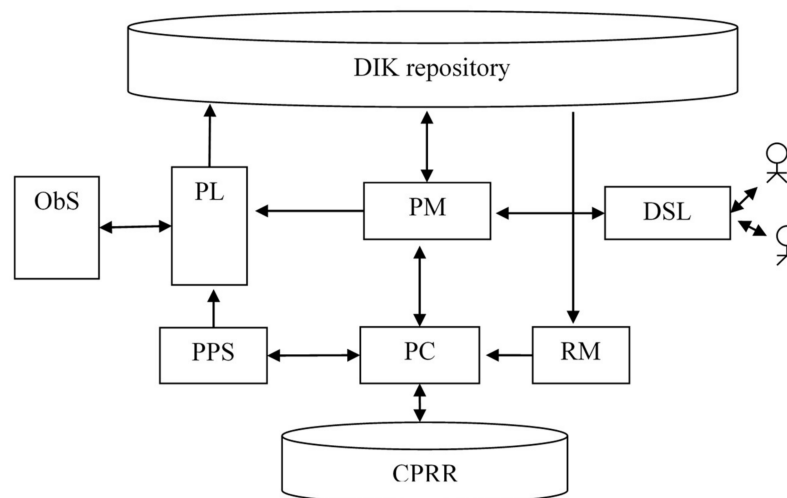 DIK repository
ObS
PL
PM
DSL
PPS
PC
RM
CPRR